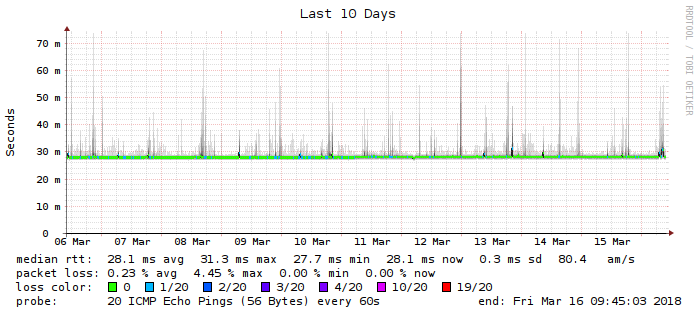 Last 10 Days
RRDTOOL / TOBI OETIKER
Seconds
70 m
60 m
50 m
40 m
30 m
20 m
10 m
0
06 Mar 07 Mar 08 Mar 09 Mar 10 Mar 11 Mar 12 Mar 13 Mar 14 Mar 15 Mar
median rtt: 28.1 ms avg 31.3 ms max 27.7 ms min 28.1 ms now 0.3 ms sd 80.4 am/s
packet loss: 0.23 % avg 4.45 % max 0.00 % min 0.00 % now
loss color: 0 1/20 2/20 3/20 4/20 10/20 19/20
probe: 20 ICMP Echo Pings (56 Bytes) every 60s end: Fri Mar 16 09:45:03 2018